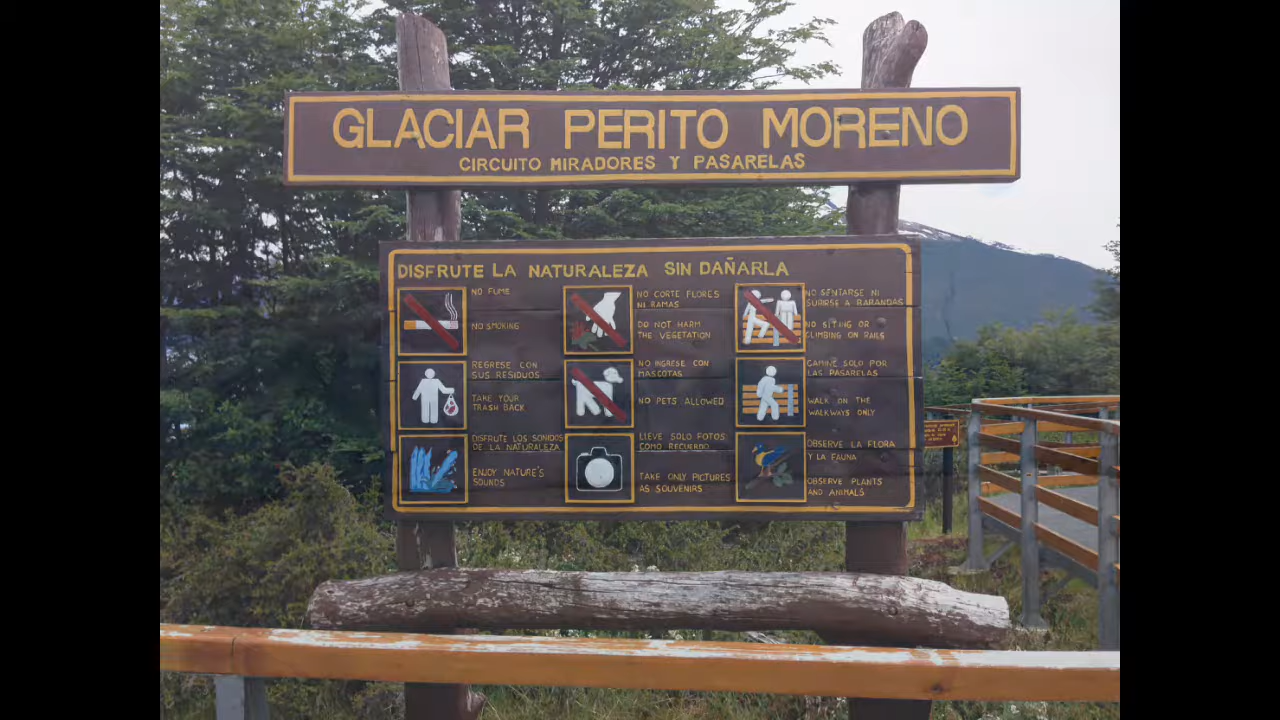 GLACIAR PERITO MORENO
CIRCUITO MIRADORES Y PASARELAS
DISFRUTE LA NATURALEZA SIN DAÑARLA
NO FUME
NO SMOKING
NO CORTE FLORES
NI RAMAS
DO NOT HARM
THE VEGETATION
NO SENTARSE NI
SUBIRSE A BARANDAS
NO SITING OR
CLIMBING ON RAILS
REGRESE CON
SUS RESIDUOS
TAKE YOUR
TRASH BACK
NO INGRESE CON
MASCOTAS
NO PETS ALLOWED
CAMINE SOLO POR
LAS PASARELAS
WALK ON THE
WALKWAYS ONLY
DISFRUTE LOS SONIDOS
DE LA NATURALEZA
ENJOY NATURE'S
SOUNDS
LLEVE SOLO FOTOS
COMO RECUERDO
TAKE ONLY PICTURES
AS SOUVENIRS
OBSERVE LA FLORA
Y LA FAUNA
OBSERVE PLANTS
AND ANIMALS